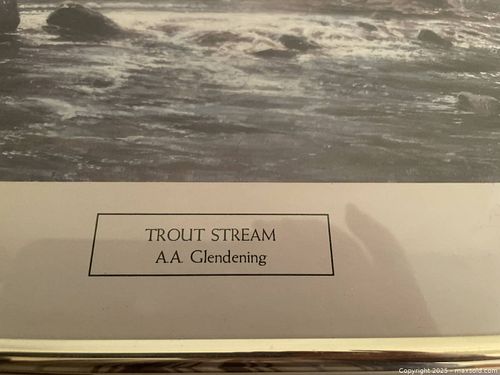 TROUT STREAM
A.A. Glendening
Copyright 2025 - maxsold.com